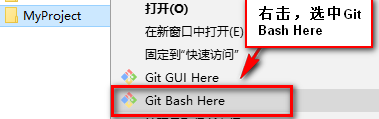 MyProject
打开(O)
在新窗口中打开(E)
固定到"快速访问"
Git GUI Here
Git Bash Here
右击，选中Git
Bash Here